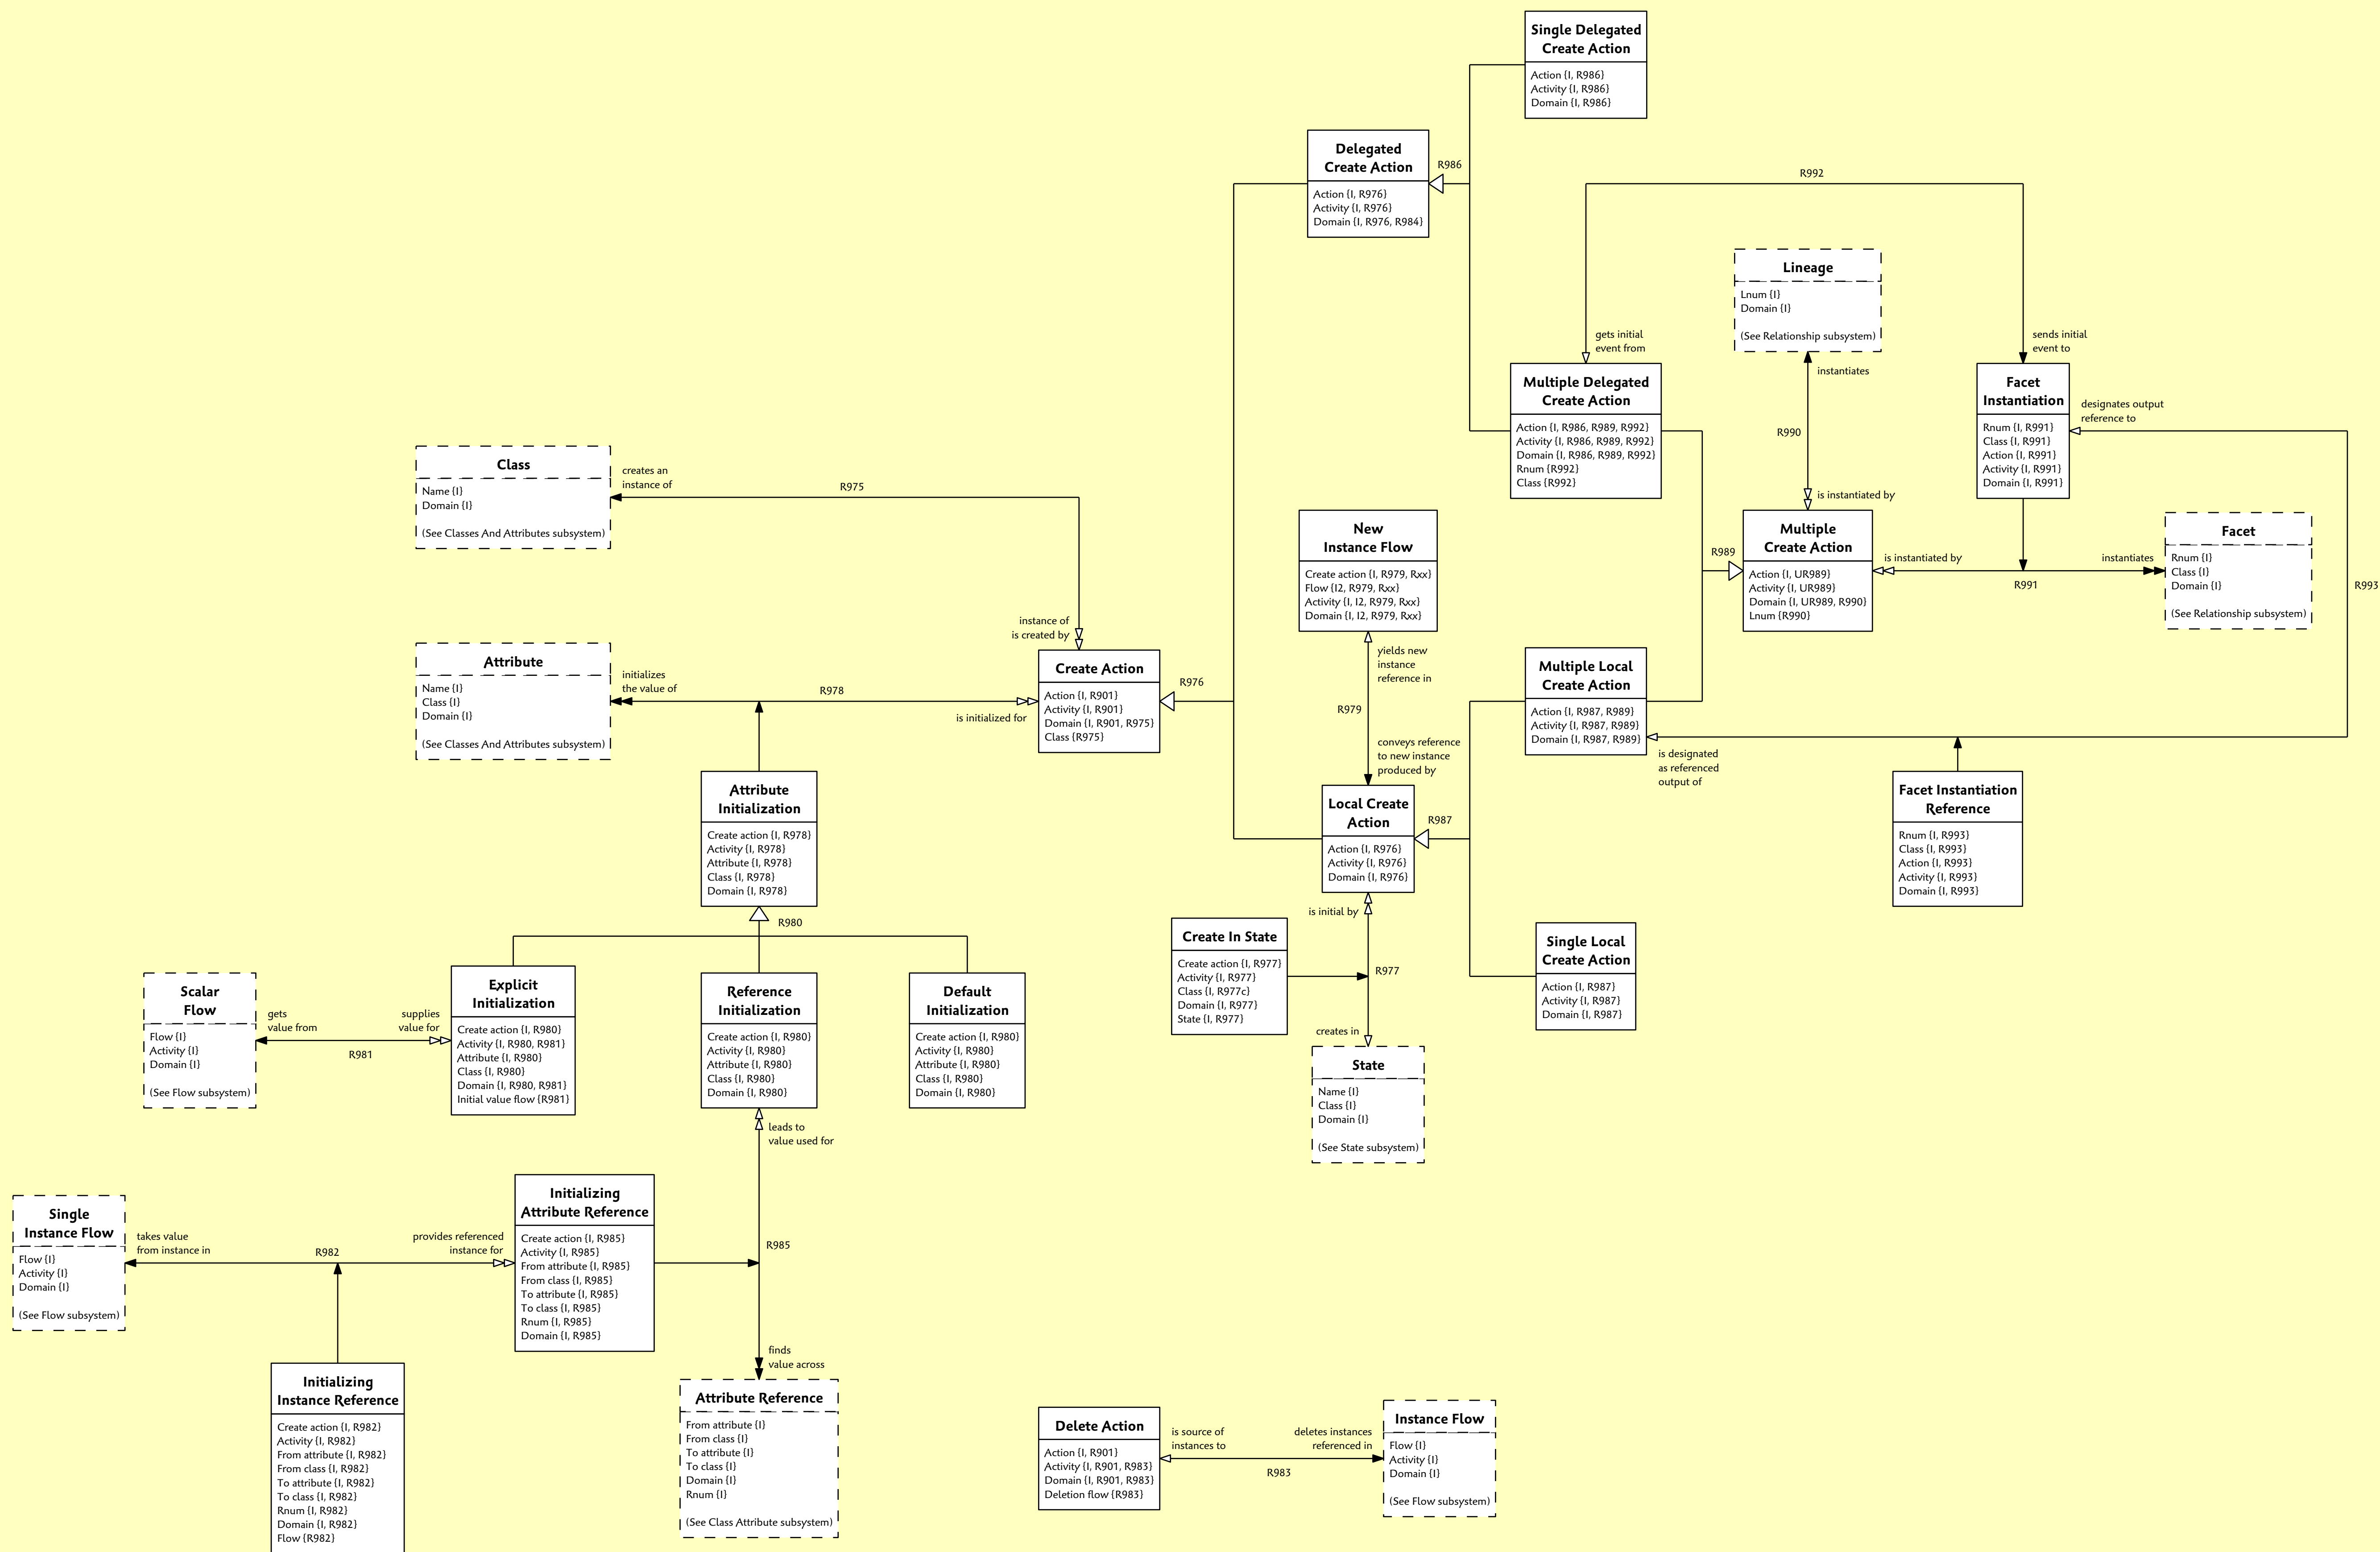 Single Delegated
Create Action
Action {I, R986}
Activity {I, R986}
Domain {I, R986}
Delegated
Create Action
Action {I, R976}
Activity {I, R976}
Domain {I, R976, R984}
R986
R992
Lineage
Lnum {I}
Domain {I}
(See Relationship subsystem)
gets initial
event from
sends initial
event to
instantiates
R990
is instantiated by
Multiple Delegated
Create Action
Action {I, R986, R989, R992}
Activity {I, R986, R989, R992}
Domain {I, R986, R989, R992}
Rnum {R992}
Class {R992}
Facet
Instantiation
Rnum {I, R991}
Class {I, R991}
Action {I, R991}
Activity {I, R991}
Domain {I, R991}
designates output
reference to
R993
Class
Name {I}
Domain {I}
(See Classes And Attributes subsystem)
creates an
instance of
R975
instance of
is created by
New
Instance Flow
Create action {I, R979, Rxx}
Flow {I2, R979, Rxx}
Activity {I, I2, R979, Rxx}
Domain {I, I2, R979, Rxx}
R989
Multiple
Create Action
Action {I, UR989}
Activity {I, UR989}
Domain {I, UR989, R990}
Lnum {R990}
is instantiated by
R991
instantiates
Facet
Rnum {I}
Class {I}
Domain {I}
(See Relationship subsystem)
Attribute
Name {I}
Class {I}
Domain {I}
(See Classes And Attributes subsystem)
initializes
the value of
R978
is initialized for
Create Action
Action {I, R901}
Activity {I, R901}
Domain {I, R901, R975}
Class {R975}
R976
yields new
instance
reference in
R979
conveys reference
to new instance
produced by
Multiple Local
Create Action
Action {I, R987, R989}
Activity {I, R987, R989}
Domain {I, R987, R989}
is designated
as referenced
output of
Attribute
Initialization
Create action {I, R978}
Activity {I, R978}
Attribute {I, R978}
Class {I, R978}
Domain {I, R978}
Local Create
Action
Action {I, R976}
Activity {I, R976}
Domain {I, R976}
R987
Facet Instantiation
Reference
Rnum {I, R993}
Class {I, R993}
Action {I, R993}
Activity {I, R993}
Domain {I, R993}
R980
is initial by
Create In State
Create action {I, R977}
Activity {I, R977}
Class {I, R977c}
Domain {I, R977}
State {I, R977}
R977
creates in
Single Local
Create Action
Action {I, R987}
Activity {I, R987}
Domain {I, R987}
Scalar
Flow
Flow {I}
Activity {I}
Domain {I}
(See Flow subsystem)
gets
value from
R981
supplies
value for
Explicit
Initialization
Create action {I, R980}
Activity {I, R980, R981}
Attribute {I, R980}
Class {I, R980}
Domain {I, R980, R981}
Initial value flow {R981}
Reference
Initialization
Create action {I, R980}
Activity {I, R980}
Attribute {I, R980}
Class {I, R980}
Domain {I, R980}
Default
Initialization
Create action {I, R980}
Activity {I, R980}
Attribute {I, R980}
Class {I, R980}
Domain {I, R980}
State
Name {I}
Class {I}
Domain {I}
(See State subsystem)
leads to
value used for
Single
Instance Flow
Flow {I}
Activity {I}
Domain {I}
(See Flow subsystem)
takes value
from instance in
R982
provides referenced
instance for
Initializing
Attribute Reference
Create action {I, R985}
Activity {I, R985}
From attribute {I, R985}
From class {I, R985}
To attribute {I, R985}
To class {I, R985}
Rnum {I, R985}
Domain {I, R985}
R985
finds
value across
Initializing
Instance Reference
Create action {I, R982}
Activity {I, R982}
From attribute {I, R982}
From class {I, R982}
To attribute {I, R982}
To class {I, R982}
Rnum {I, R982}
Domain {I, R982}
Flow {R982}
Attribute Reference
From attribute {I}
From class {I}
To attribute {I}
To class {I}
Domain {I}
Rnum {I}
(See Class Attribute subsystem)
Delete Action
Action {I, R901}
Activity {I, R901, R983}
Domain {I, R901, R983}
Deletion flow {R983}
is source of
instances to
R983
deletes instances
referenced in
Instance Flow
Flow {I}
Activity {I}
Domain {I}
(See Flow subsystem)